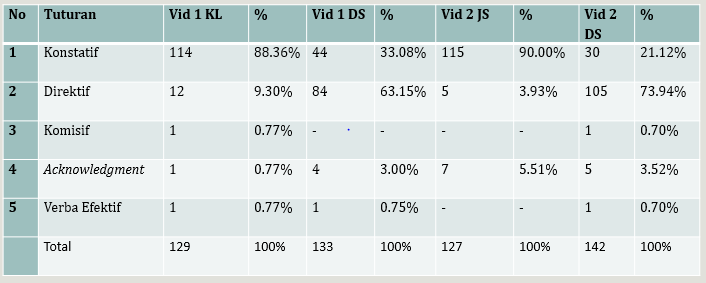 No Tuturan Vid 1 KL % Vid 1 DS % Vid 2 JS % Vid 2 DS %
1 Konstatif 114 88.36% 44 33.08% 115 90.00% 30 21.12%
2 Direktif 12 9.30% 84 63.15% 5 3.93% 105 73.94%
3 Komisif 1 0.77% - - - - 1 0.70%
4 Acknowledgment 1 0.77% 4 3.00% 7 5.51% 5 3.52%
5 Verba Efektif 1 0.77% 1 0.75% - - 1 0.70%
Total 129 100% 133 100% 127 100% 142 100%